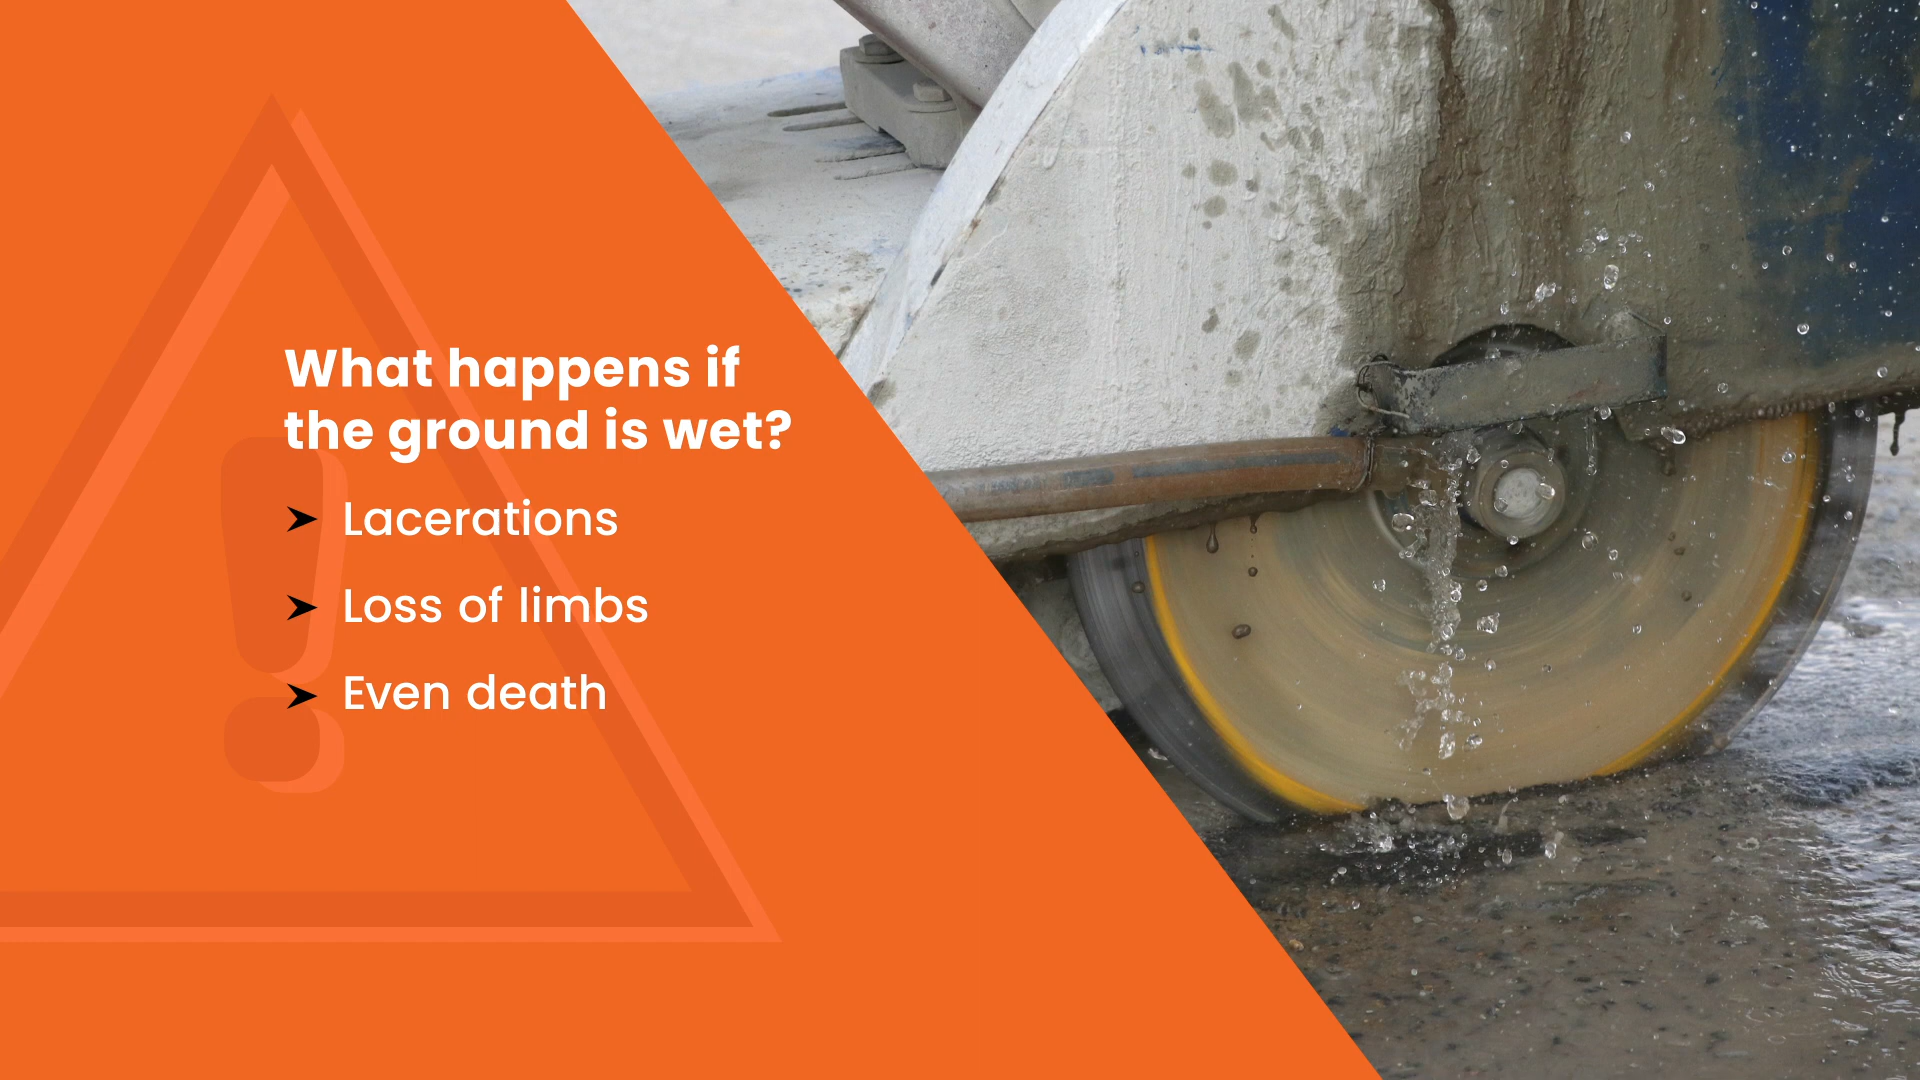 What happens if
the ground is wet?
Lacerations
Loss of limbs
Even death